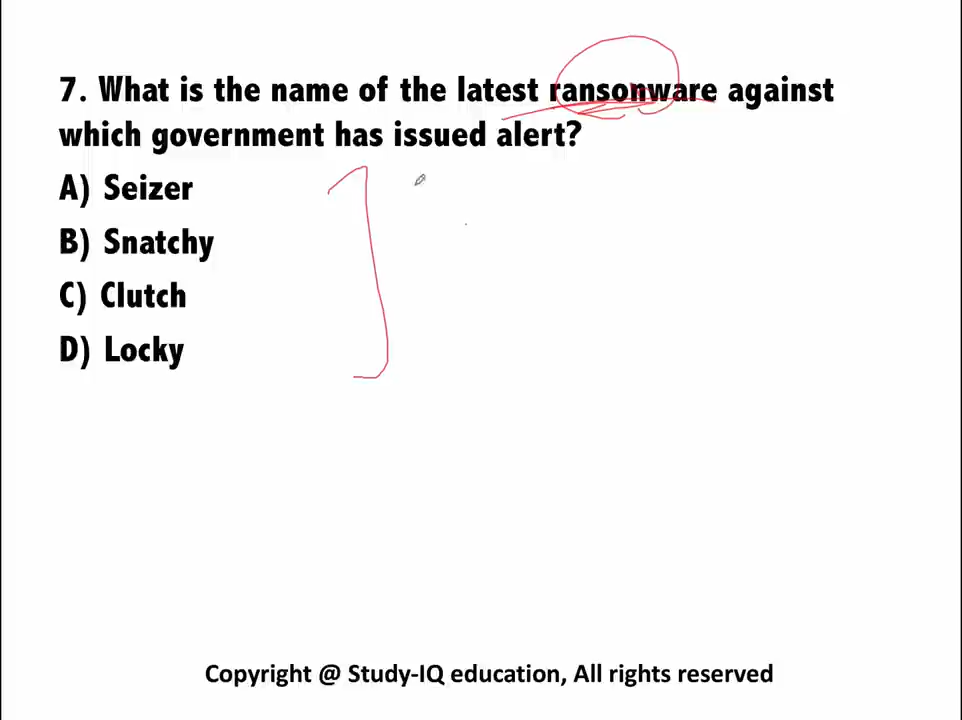 7. What is the name of the latest ransonware against
which government has issued alert?
A) Seizer
B) Snatchy
C) Clutch
D) Locky
Copyright @ Study-IQ education, All rights reserved